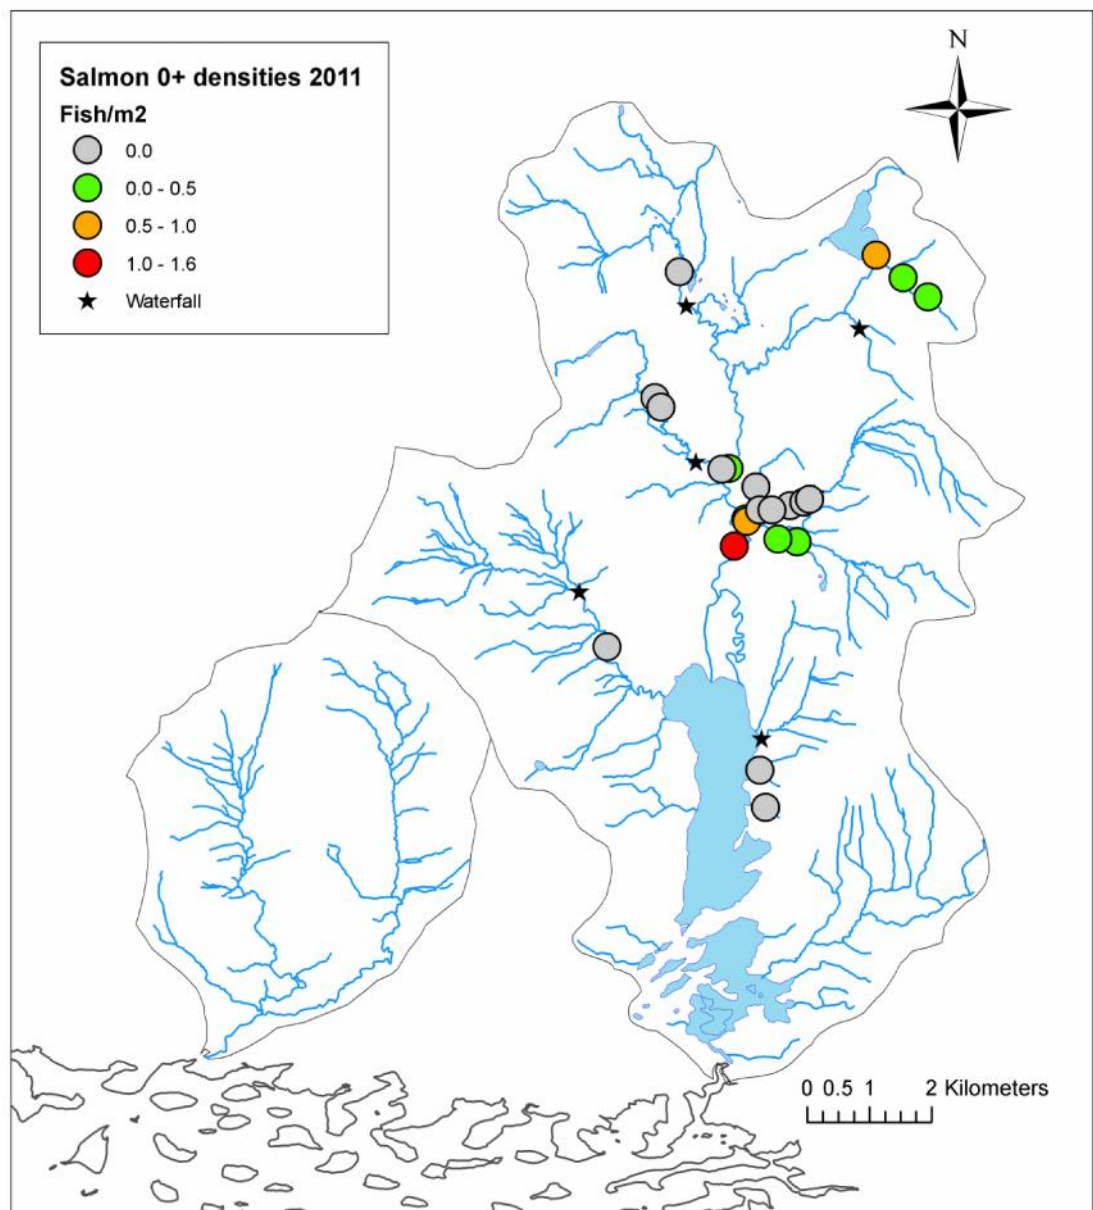 Salmon 0+ densities 2011
Fish/m2
0.0
0.0 - 0.5
0.5 - 1.0
1.0 - 1.6
Waterfall
N
0 0.5 1 2 Kilometers